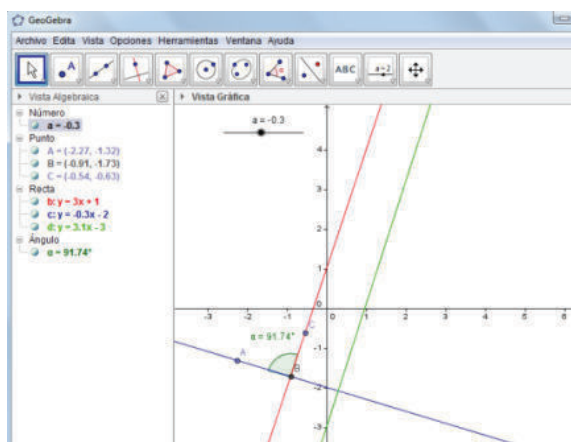 GeoGebra
Archivo Edita Vista Opciones Herramientas Ventana Ayuda
A ABC a=2
Vista Algebraica
Número
a = -0.3
Punto
A = (-2.27, -1.32)
B = (-0.91, -1.73)
C = (-0.54, -0.63)
Recta
b: y = 3x + 1
c: y = -0.3x - 2
d: y = 3.1x - 3
Ángulo
α = 91.74°
Vista Gráfica
a = -0.3
4
3
2
1
0
-3 -2 -1 0 1 2 3 4 5 6
C
α = 91.74°
-1
A
B
-2
-3